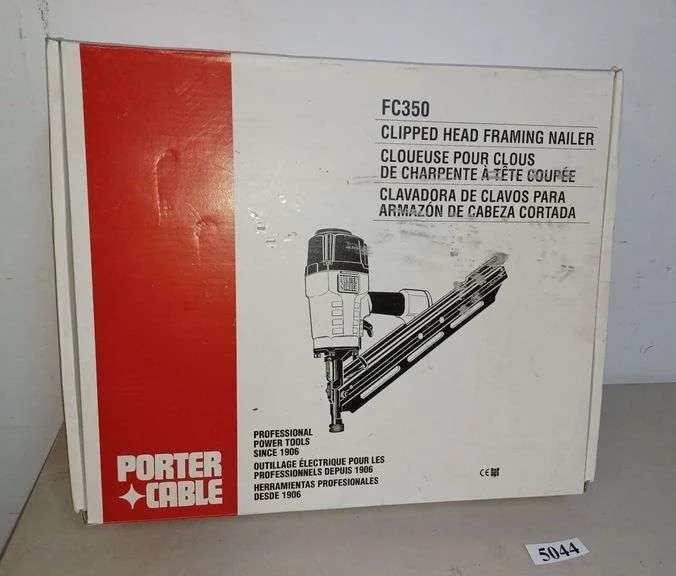 FC350
CLIPPED HEAD FRAMING NAILER
CLOUEUSE POUR CLOUS
DE CHARPENTE À TÊTE COUPÉE
CLAVADORA DE CLAVOS PARA
ARMAZÓN DE CABEZA CORTADA
PROFESSIONAL
POWER TOOLS
SINCE 1906
OUTILLAGE ÉLECTRIQUE POUR LES
PROFESSIONNELS DEPUIS 1906
HERRAMIENTAS PROFESIONALES
DESDE 1906
PORTER
CABLE
CE
5044